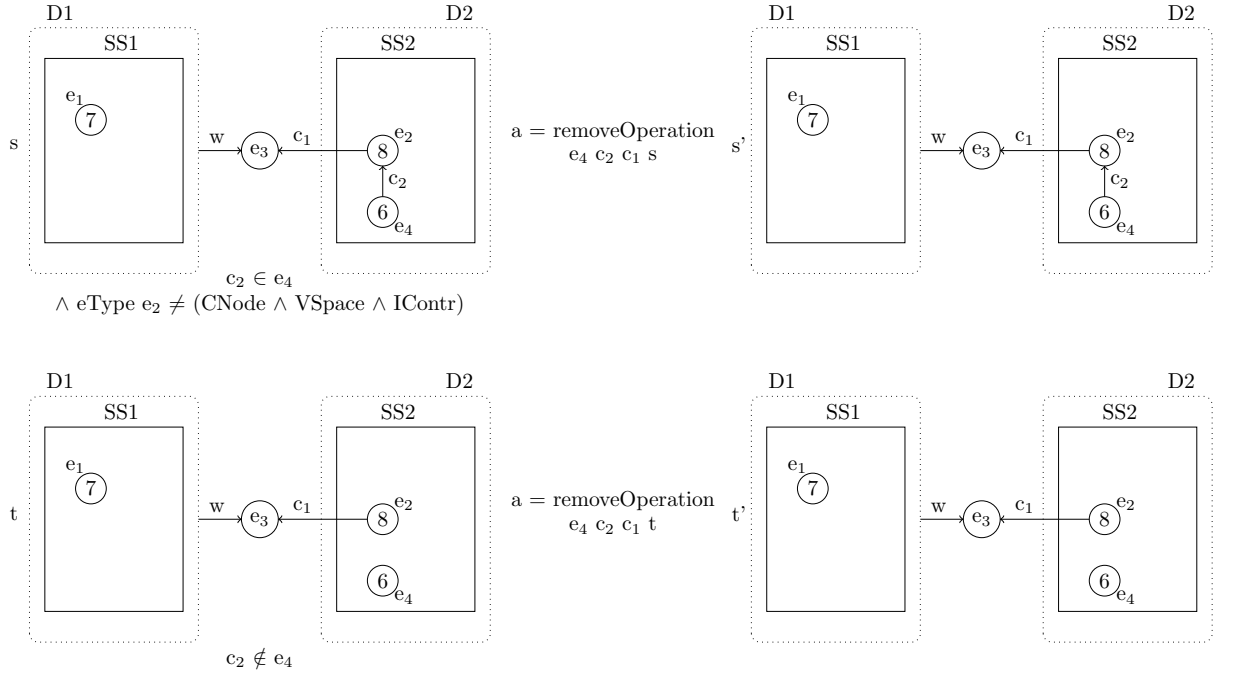 D1 D2 D1 D2
SS1 SS2 SS1 SS2
e₁ e₁
7 7
s w e₃ c₁ 8 e₂ a = removeOperation s' w e₃ c₁ 8 e₂
e₄ c₂ c₁ s
c₂ c₂
6 e₄ 6 e₄
c₂ ∈ e₄
∧ eType e₂ ≠ (CNode ∧ VSpace ∧ IContr)
D1 D2 D1 D2
SS1 SS2 SS1 SS2
e₁ e₁
7 7
t w e₃ c₁ 8 e₂ a = removeOperation t' w e₃ c₁ 8 e₂
e₄ c₂ c₁ t
6 e₄ 6 e₄
c₂ ∉ e₄